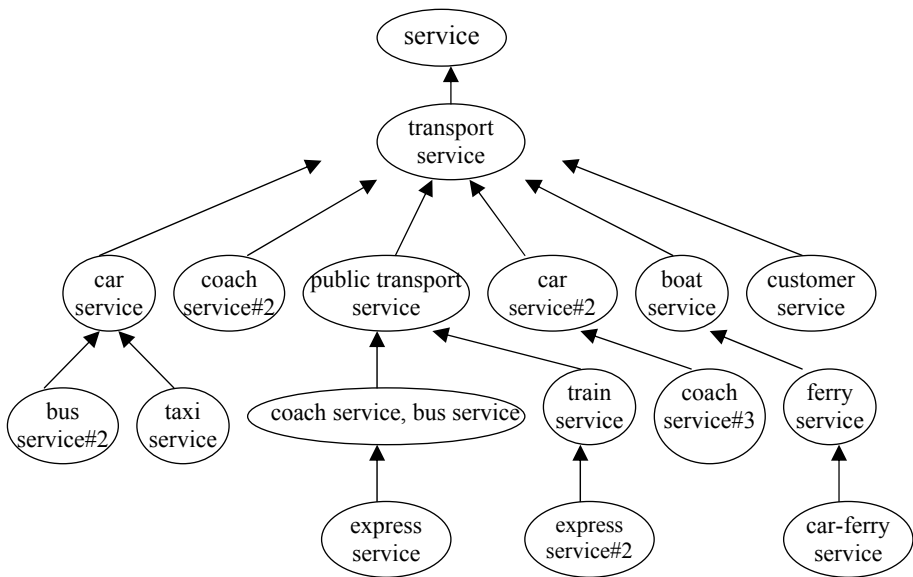 service
transport
service
car
service
coach
service#2
public transport
service
car
service#2
boat
service
customer
service
bus
service#2
taxi
service
coach service, bus service
train
service
coach
service#3
ferry
service
express
service
express
service#2
car-ferry
service